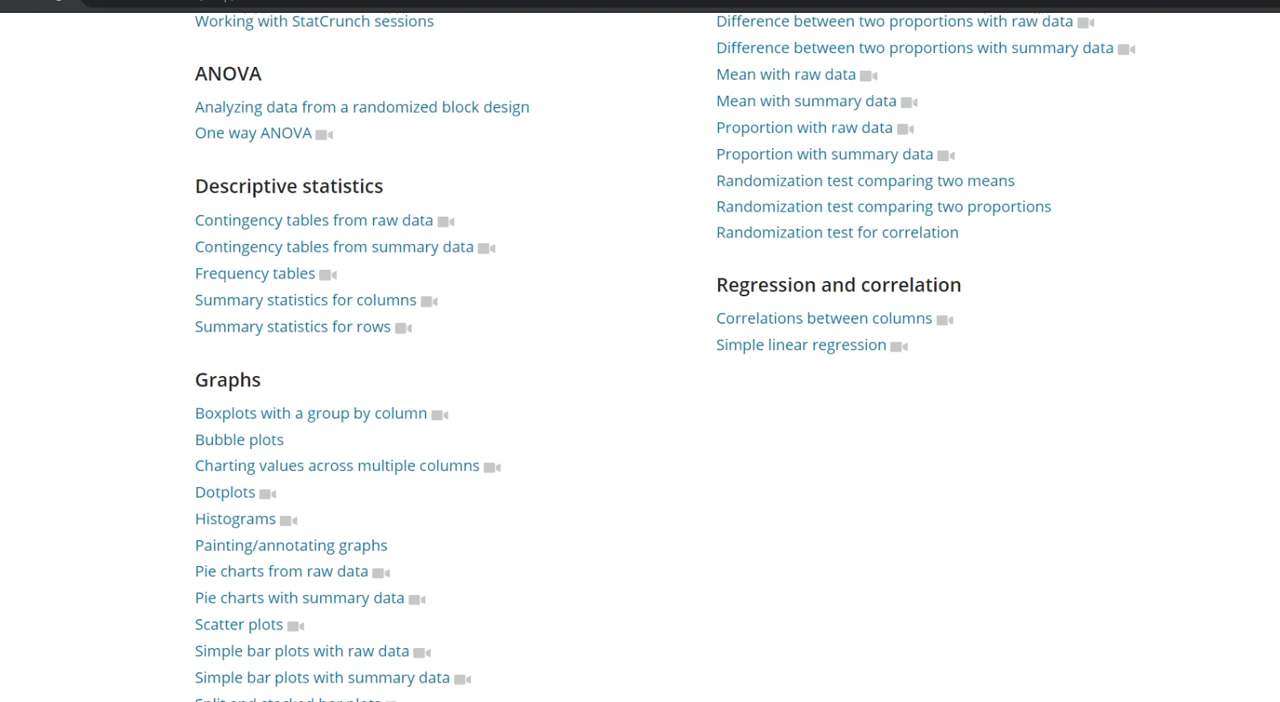 Working with StatCrunch sessions
ANOVA
Analyzing data from a randomized block design
One way ANOVA
Descriptive statistics
Contingency tables from raw data
Contingency tables from summary data
Frequency tables
Summary statistics for columns
Summary statistics for rows
Graphs
Boxplots with a group by column
Bubble plots
Charting values across multiple columns
Dotplots
Histograms
Painting/annotating graphs
Pie charts from raw data
Pie charts with summary data
Scatter plots
Simple bar plots with raw data
Simple bar plots with summary data
Split and stacked bar plots
Difference between two proportions with raw data
Difference between two proportions with summary data
Mean with raw data
Mean with summary data
Proportion with raw data
Proportion with summary data
Randomization test comparing two means
Randomization test comparing two proportions
Randomization test for correlation
Regression and correlation
Correlations between columns
Simple linear regression